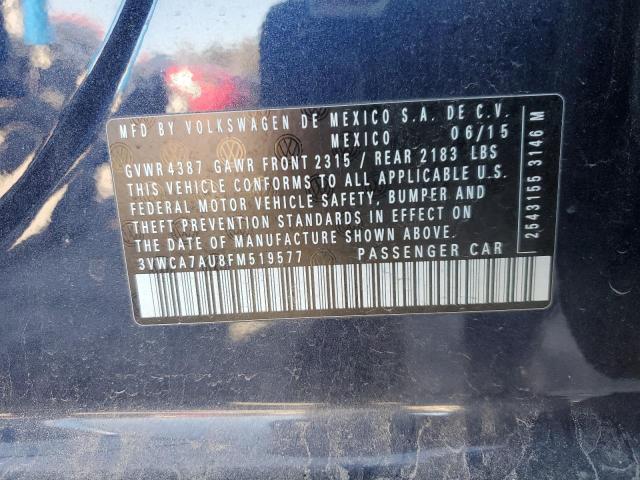 MFD BY VOLKSWAGEN DE MEXICO S.A. DE C.V.
MEXICO 06/15
GVWR 4387 GAWR FRONT 2315 / REAR 2183 LBS
THIS VEHICLE CONFORMS TO ALL APPLICABLE U.S.
FEDERAL MOTOR VEHICLE SAFETY, BUMPER AND
THEFT PREVENTION STANDARDS IN EFFECT ON
THE DATE OF MANUFACTURE SHOWN ABOVE.
3VWCA7AU8FM519577 PASSENGER CAR
2543155 3146 M